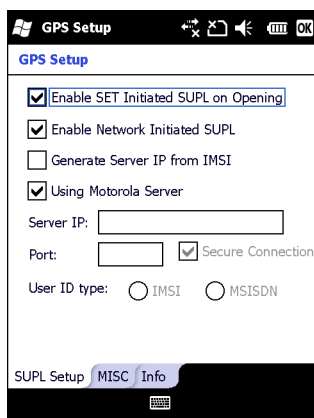 GPS Setup
OK
GPS Setup
Enable SET Initiated SUPL on Opening
Enable Network Initiated SUPL
Generate Server IP from IMSI
Using Motorola Server
Server IP:
Port: Secure Connection
User ID type: IMSI MSISDN
SUPL Setup MISC Info